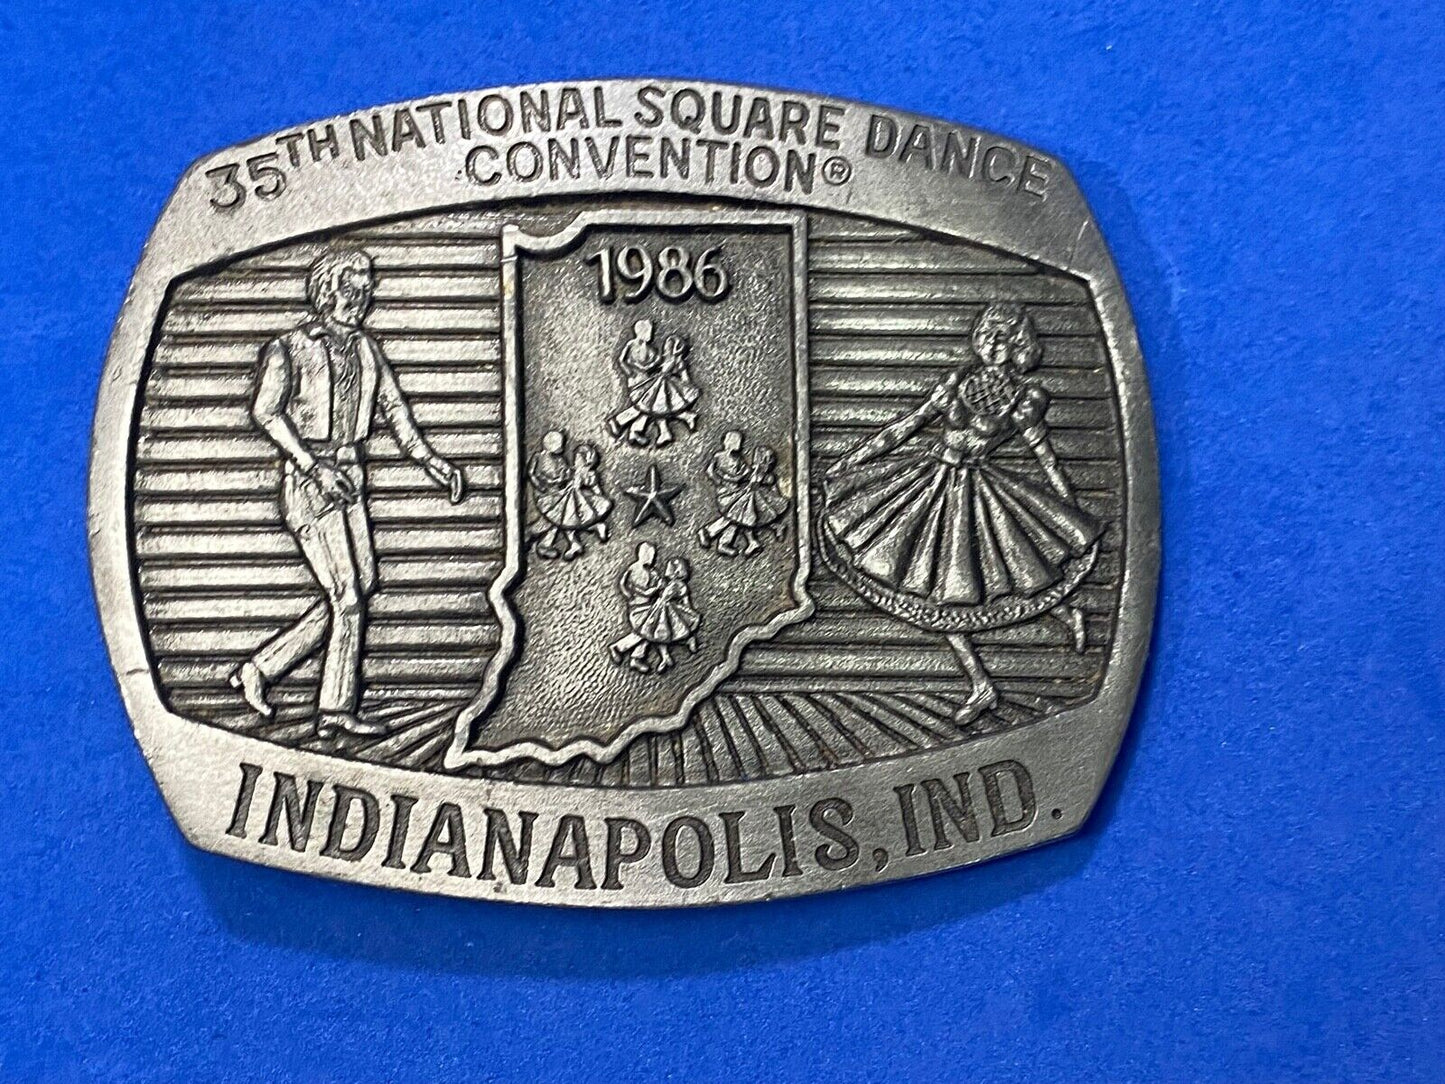 35TH NATIONAL SQUARE DANCE
CONVENTION®
1986
INDIANAPOLIS, IND.